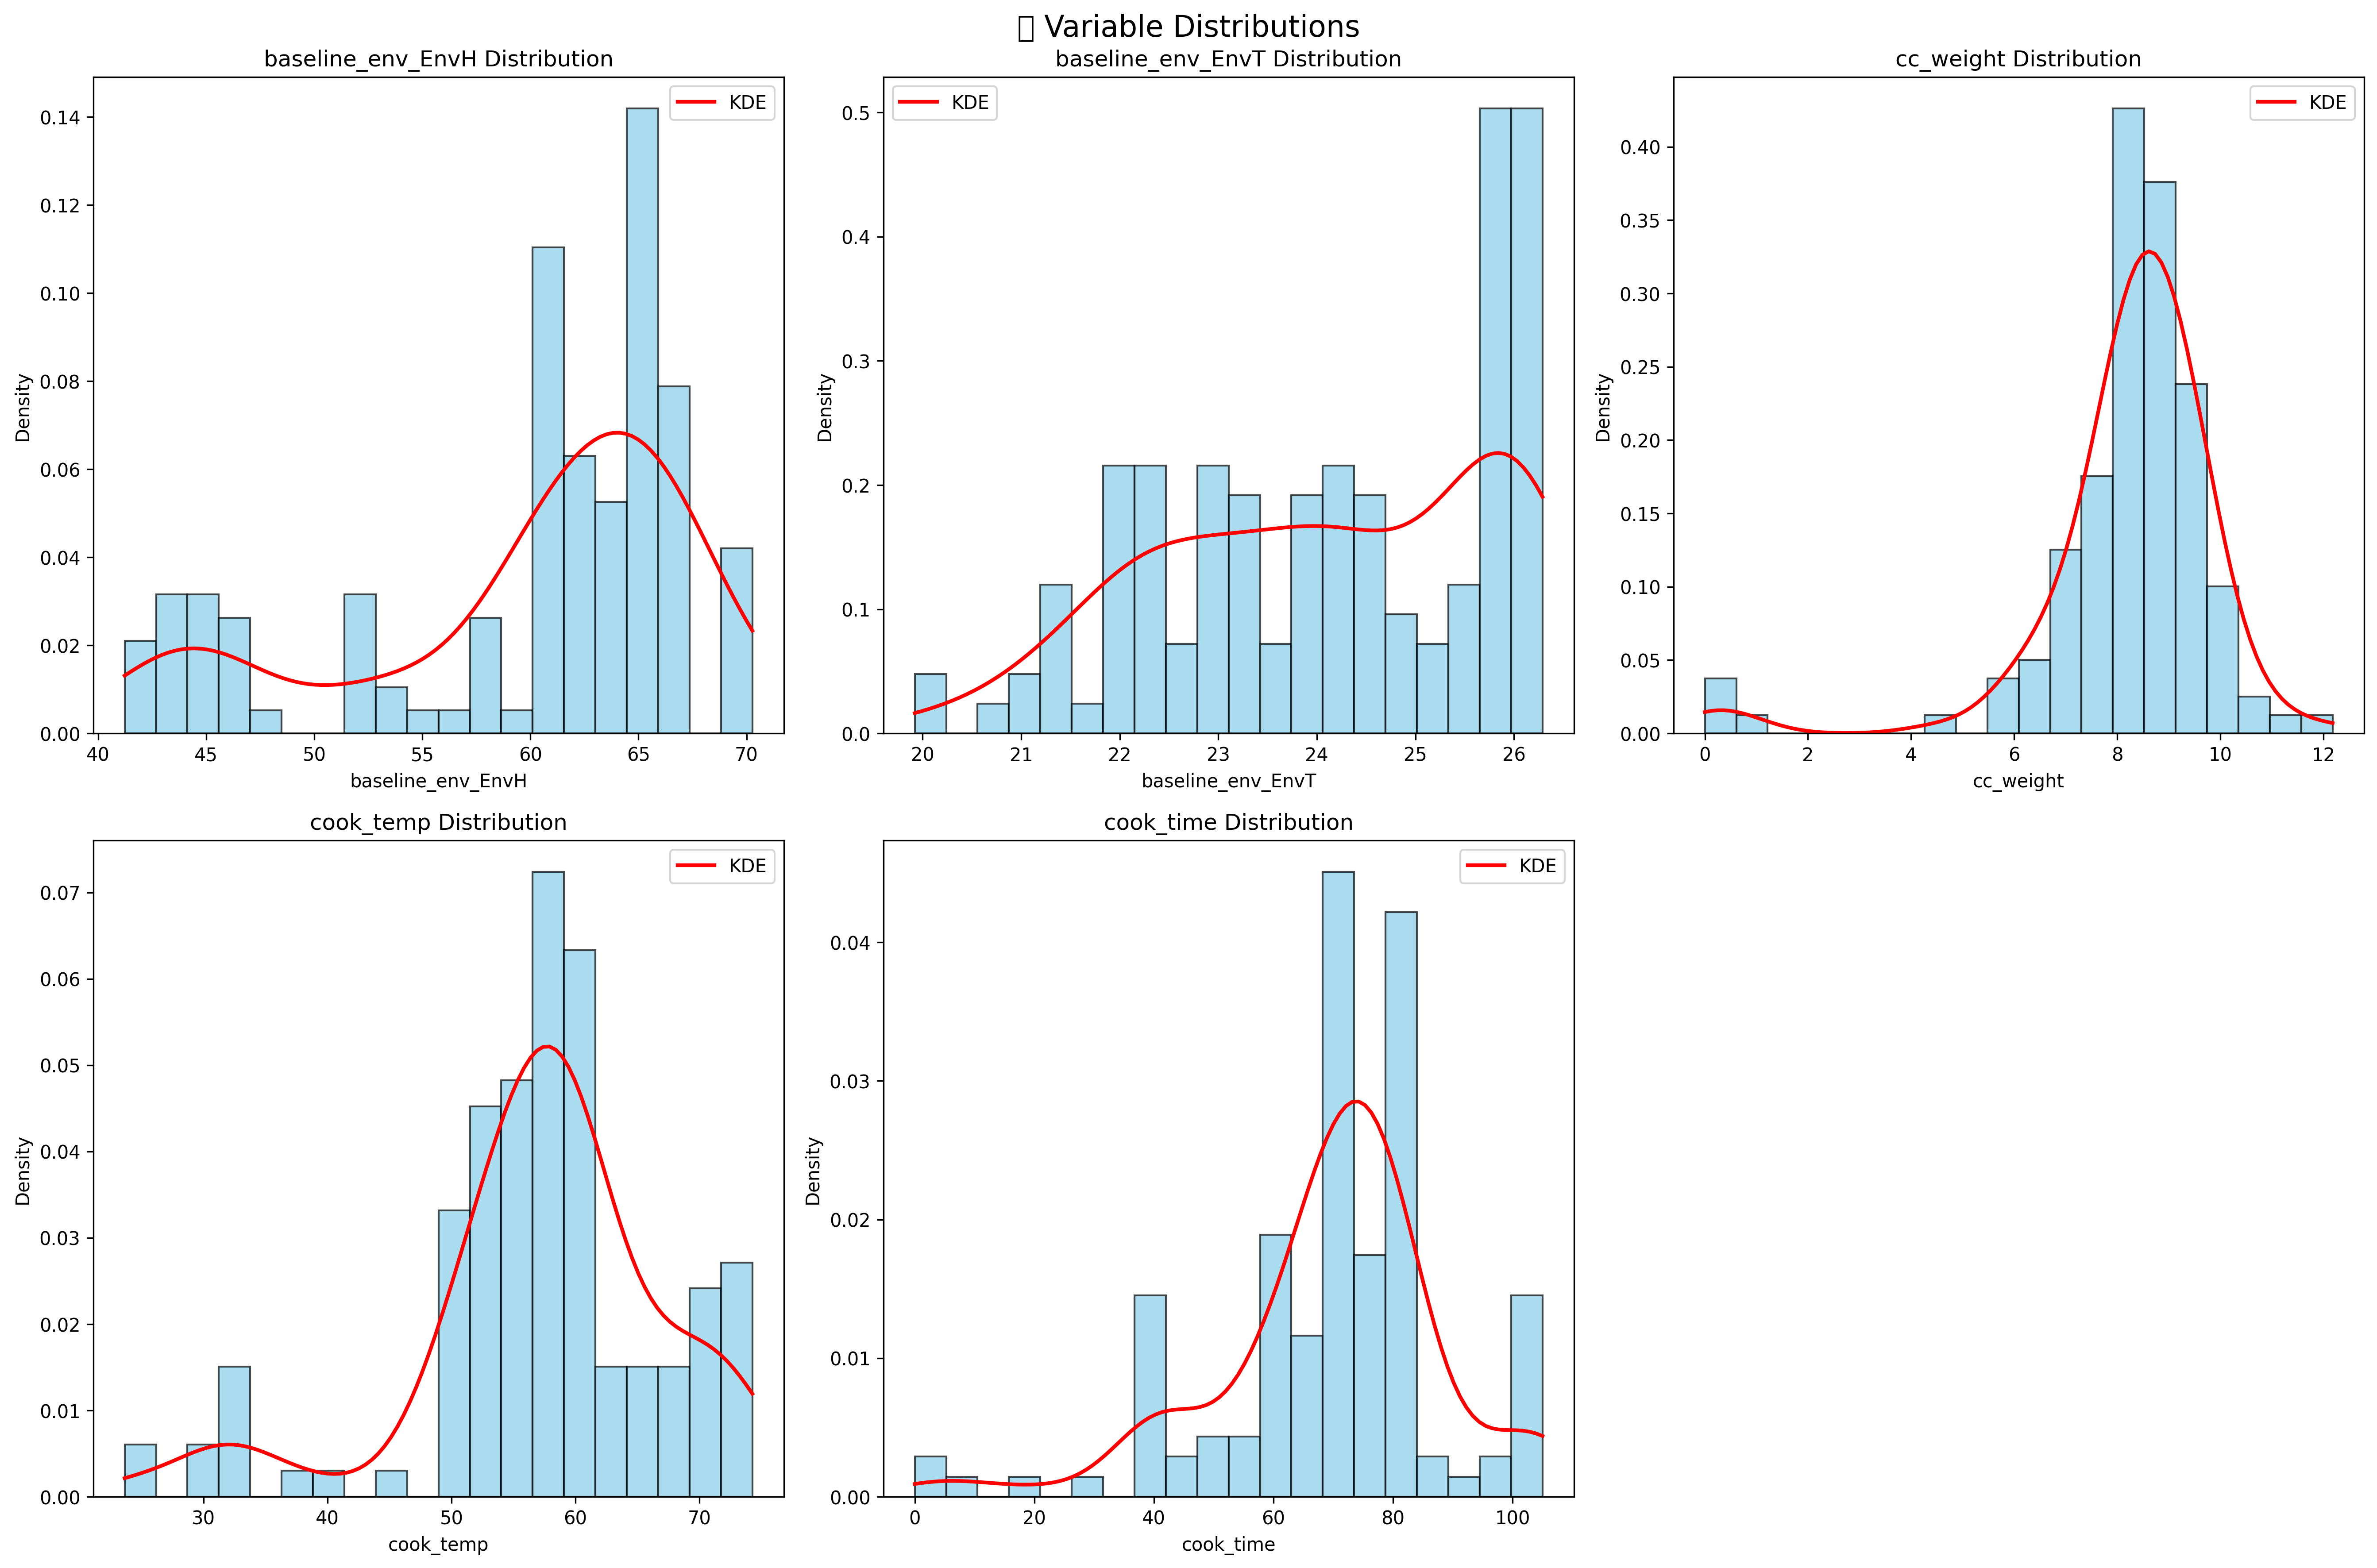 Variable Distributions
baseline_env_EnvH Distribution
KDE
0.14
0.12
0.10
0.08
0.06
0.04
0.02
0.00
Density
40 45 50 55 60 65 70
baseline_env_EnvH
baseline_env_EnvT Distribution
KDE
0.5
0.4
0.3
0.2
0.1
0.0
Density
20 21 22 23 24 25 26
baseline_env_EnvT
cc_weight Distribution
KDE
0.40
0.35
0.30
0.25
0.20
0.15
0.10
0.05
0.00
Density
0 2 4 6 8 10 12
cc_weight
cook_temp Distribution
KDE
0.07
0.06
0.05
0.04
0.03
0.02
0.01
0.00
Density
30 40 50 60 70
cook_temp
cook_time Distribution
KDE
0.04
0.03
0.02
0.01
0.00
Density
0 20 40 60 80 100
cook_time